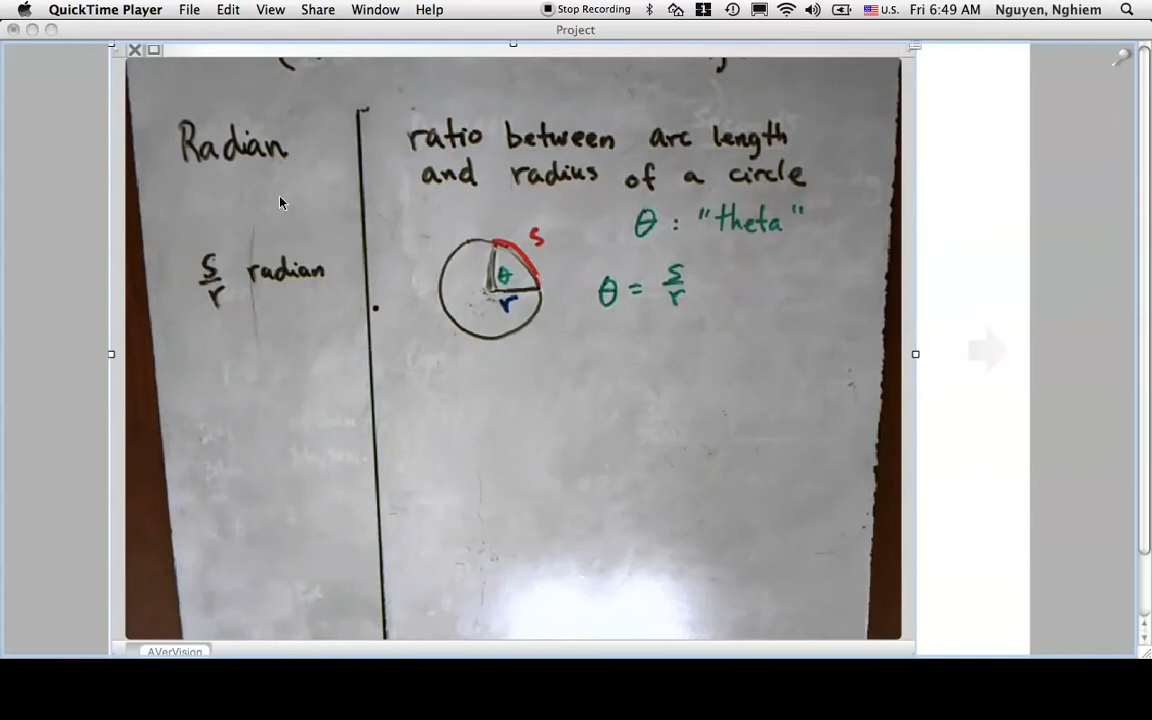 QuickTime Player File Edit View Share Window Help Stop Recording U.S. Fri 6:49 AM Nguyen, Nghiem
Project
Radian
ratio between arc length
and radius of a circle
θ : "theta"
s
θ
r
s/r radian
θ = s/r
AVerVision